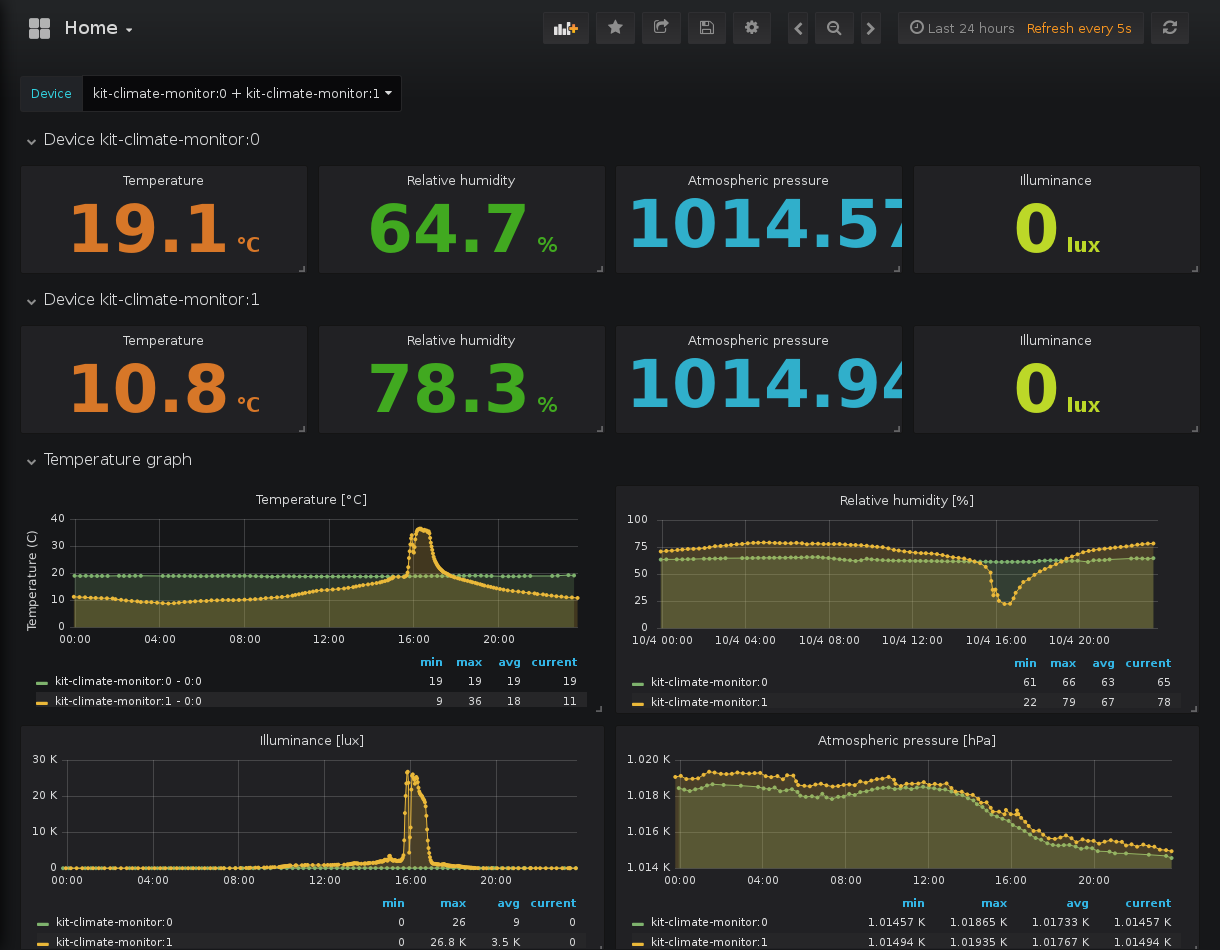 Home
Last 24 hours Refresh every 5s
Device kit-climate-monitor:0 + kit-climate-monitor:1
Device kit-climate-monitor:0
Temperature Relative humidity Atmospheric pressure Illuminance
19.1 °C 64.7 % 1014.57 0 lux
Device kit-climate-monitor:1
Temperature Relative humidity Atmospheric pressure Illuminance
10.8 °C 78.3 % 1014.94 0 lux
Temperature graph
Temperature [°C]
Temperature (C)
40
30
20
10
0
00:00 04:00 08:00 12:00 16:00 20:00
min max avg current
kit-climate-monitor:0 - 0:0 19 19 19 19
kit-climate-monitor:1 - 0:0 9 36 18 11
Relative humidity [%]
100
75
50
25
0
10/4 00:00 10/4 04:00 10/4 08:00 10/4 12:00 10/4 16:00 10/4 20:00
min max avg current
kit-climate-monitor:0 61 66 63 65
kit-climate-monitor:1 22 79 67 78
Illuminance [lux]
30 K
20 K
10 K
0
00:00 04:00 08:00 12:00 16:00 20:00
min max avg current
kit-climate-monitor:0 0 26 9 0
kit-climate-monitor:1 0 26.8 K 3.5 K 0
Atmospheric pressure [hPa]
1.020 K
1.018 K
1.016 K
1.014 K
00:00 04:00 08:00 12:00 16:00 20:00
min max avg current
kit-climate-monitor:0 1.01457 K 1.01865 K 1.01733 K 1.01457 K
kit-climate-monitor:1 1.01494 K 1.01935 K 1.01767 K 1.01494 K